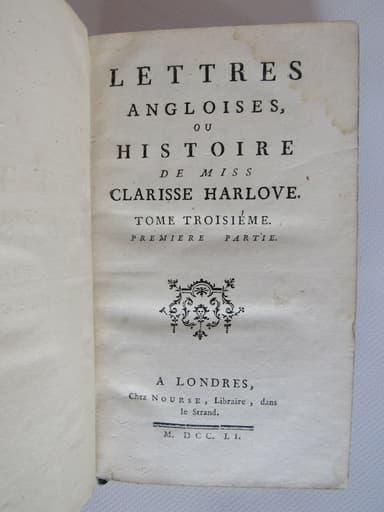 LETTRES
ANGLOISES,
OU
HISTOIRE
DE MISS
CLARISSE HARLOVE.
TOME TROISIÉME.
PREMIERE PARTIE.
A LONDRES,
Chez NOURSE, Libraire, dans
le Strand.
M. DCC. LI.